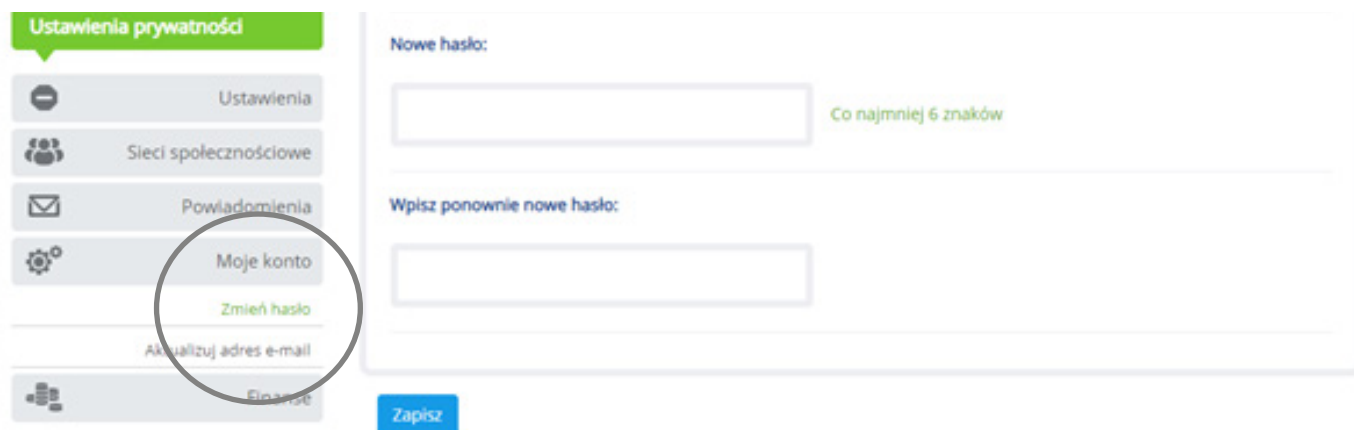 Ustawienia prywatności
Ustawienia
Sieci społecznościowe
Powiadomienia
Moje konto
Zmień hasło
Aktualizuj adres e-mail
Finanse
Nowe hasło:
Co najmniej 6 znaków
Wpisz ponownie nowe hasło:
Zapisz